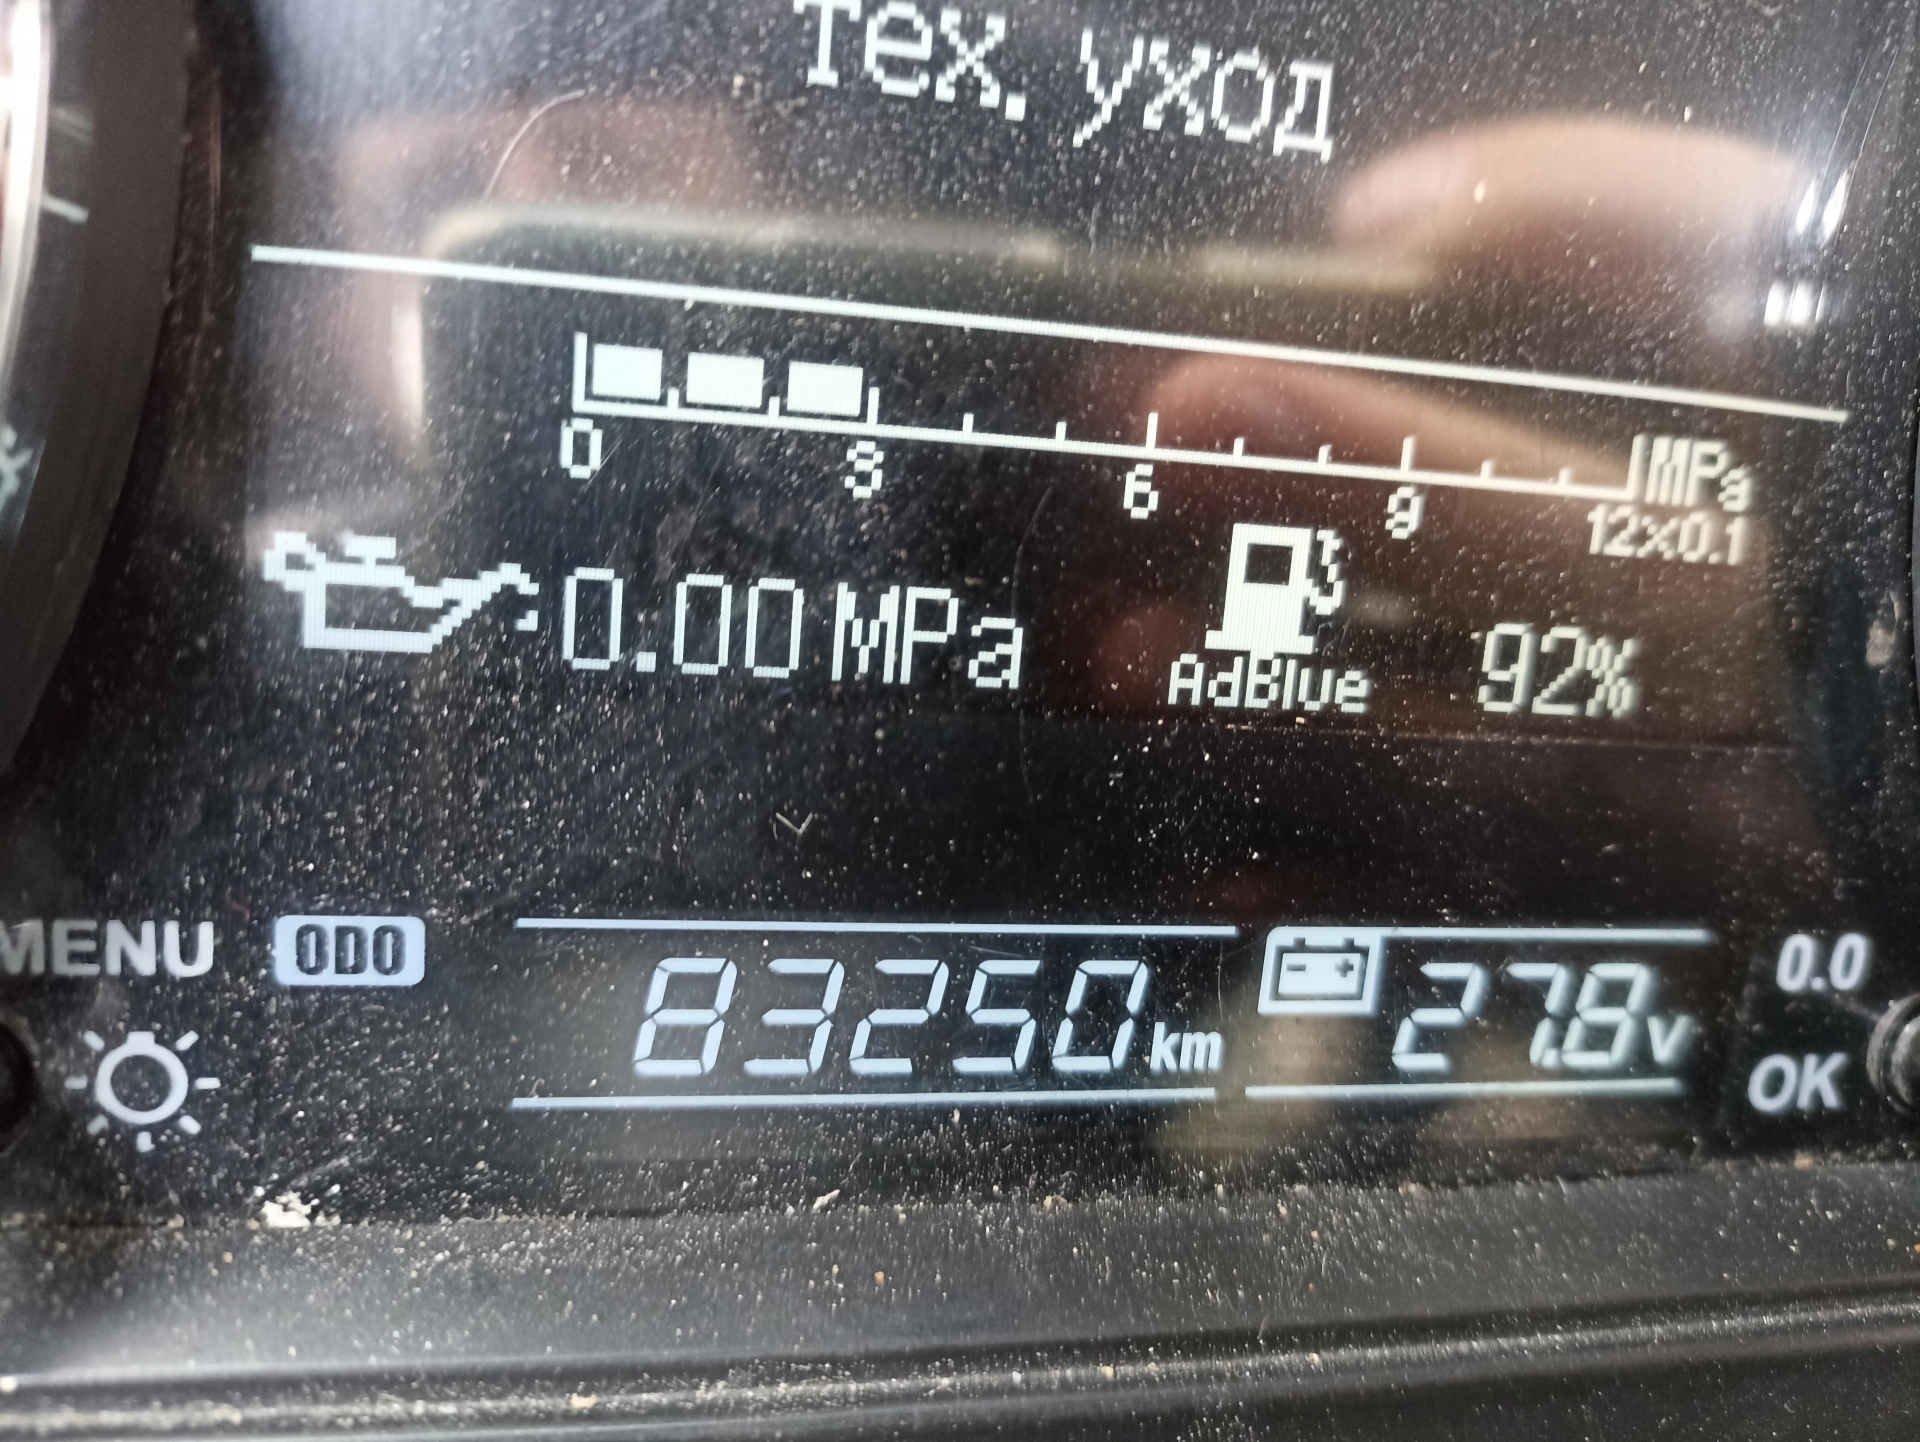 Тех. уход
MPa
0 3 6 9 12x0.1
0.00 MPa
AdBlue 92%
MENU ODO 83250 km 27.8 V 0.0
OK